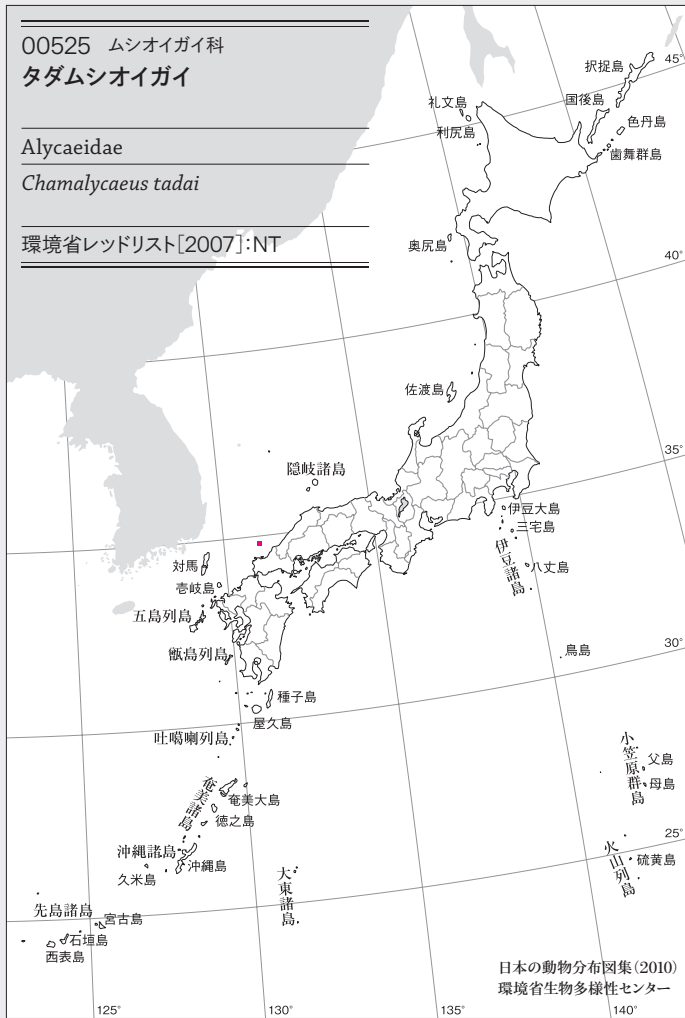 00525 ムシオイガイ科
タダムシオイガイ
Alycaeidae
Chamalycaeus tadai
環境省レッドリスト[2007]:NT
45°
択捉島
国後島
礼文島
色丹島
利尻島
歯舞群島
奥尻島
40°
佐渡島
35°
隠岐諸島
伊豆大島
三宅島
伊豆諸島
八丈島
対馬
壱岐島
五島列島
甑島列島
鳥島
30°
種子島
屋久島
吐噶喇列島
小笠原群島
父島
母島
奄美諸島
奄美大島
徳之島
25°
沖縄諸島
沖縄島
久米島
火山列島
硫黄島
大東諸島
先島諸島
宮古島
石垣島
西表島
日本の動物分布図集(2010)
環境省生物多様性センター
125°
130°
135°
140°